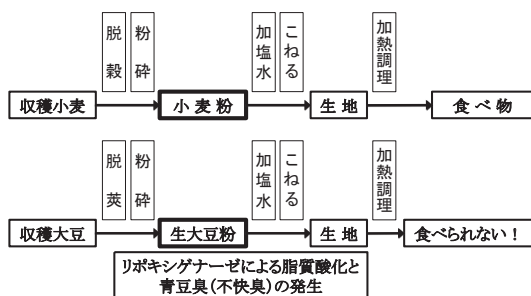 脱穀
粉砕
加塩水
こねる
加熱調理
収穫小麦
小麦粉
生地
食べ物
脱莢
粉砕
加塩水
こねる
加熱調理
収穫大豆
生大豆粉
生地
食べられない！
リポキシゲナーゼによる脂質酸化と
青豆臭(不快臭)の発生